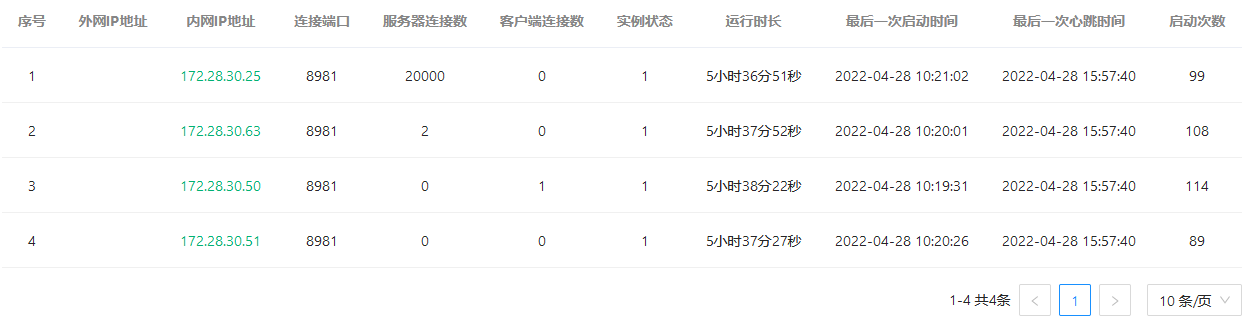 序号 外网IP地址 内网IP地址 连接端口 服务器连接数 客户端连接数 实例状态 运行时长 最后一次启动时间 最后一次心跳时间 启动次数
1 172.28.30.25 8981 20000 0 1 5小时36分51秒 2022-04-28 10:21:02 2022-04-28 15:57:40 99
2 172.28.30.63 8981 2 0 1 5小时37分52秒 2022-04-28 10:20:01 2022-04-28 15:57:40 108
3 172.28.30.50 8981 0 1 1 5小时38分22秒 2022-04-28 10:19:31 2022-04-28 15:57:40 114
4 172.28.30.51 8981 0 0 1 5小时37分27秒 2022-04-28 10:20:26 2022-04-28 15:57:40 89
1-4 共4条 1 10 条/页